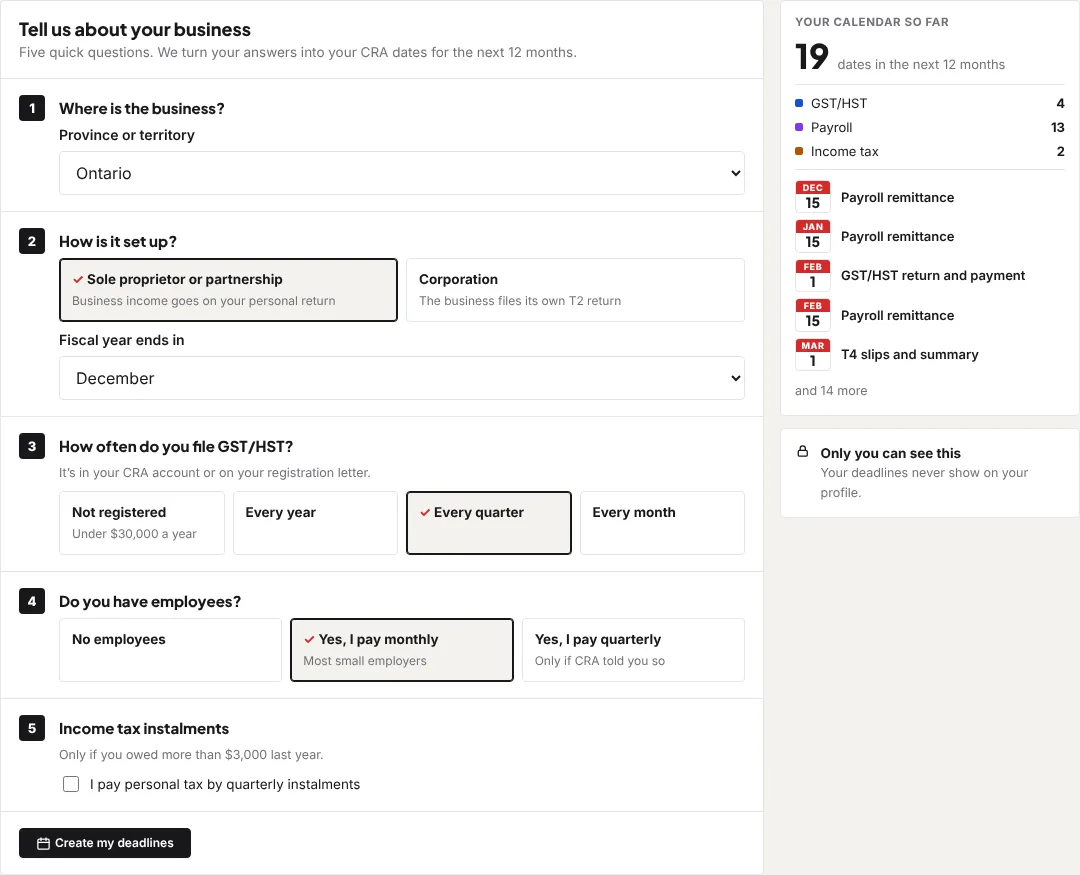 Tell us about your business
Five quick questions. We turn your answers into your CRA dates for the next 12 months.
1 Where is the business?
Province or territory
Ontario
2 How is it set up?
Sole proprietor or partnership
Business income goes on your personal return
Corporation
The business files its own T2 return
Fiscal year ends in
December
3 How often do you file GST/HST?
It’s in your CRA account or on your registration letter.
Not registered
Under $30,000 a year
Every year
Every quarter
Every month
4 Do you have employees?
No employees
Yes, I pay monthly
Most small employers
Yes, I pay quarterly
Only if CRA told you so
5 Income tax instalments
Only if you owed more than $3,000 last year.
I pay personal tax by quarterly instalments
Create my deadlines
YOUR CALENDAR SO FAR
19 dates in the next 12 months
GST/HST 4
Payroll 13
Income tax 2
DEC
15 Payroll remittance
JAN
15 Payroll remittance
FEB
1 GST/HST return and payment
FEB
15 Payroll remittance
MAR
1 T4 slips and summary
and 14 more
Only you can see this
Your deadlines never show on your
profile.